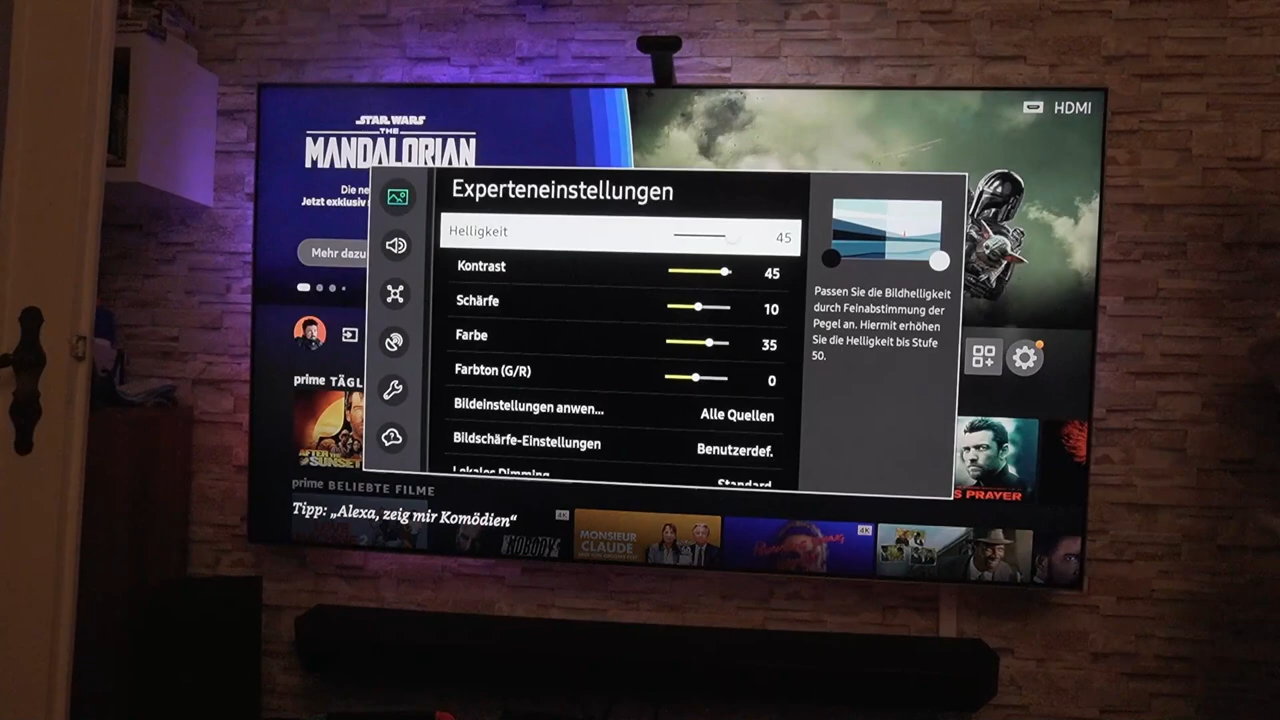 HDMI
STAR WARS
THE
MANDALORIAN
Die ne
Jetzt exklusiv
Mehr dazu
Experteneinstellungen
Helligkeit 45
Kontrast 45
Schärfe 10
Farbe 35
Farbton (G/R) 0
Bildeinstellungen anwen... Alle Quellen
Bildschärfe-Einstellungen Benutzerdef.
Lokales Dimming Standard
Passen Sie die Bildhelligkeit
durch Feinabstimmung der
Pegel an. Hiermit erhöhen
Sie die Helligkeit bis Stufe
50.
prime TÄGL
AFTER THE
SUNSET
S PRAYER
prime BELIEBTE FILME
Tipp: „Alexa, zeig mir Komödien“
4K
NOBODY
MONSIEUR
CLAUDE
4K